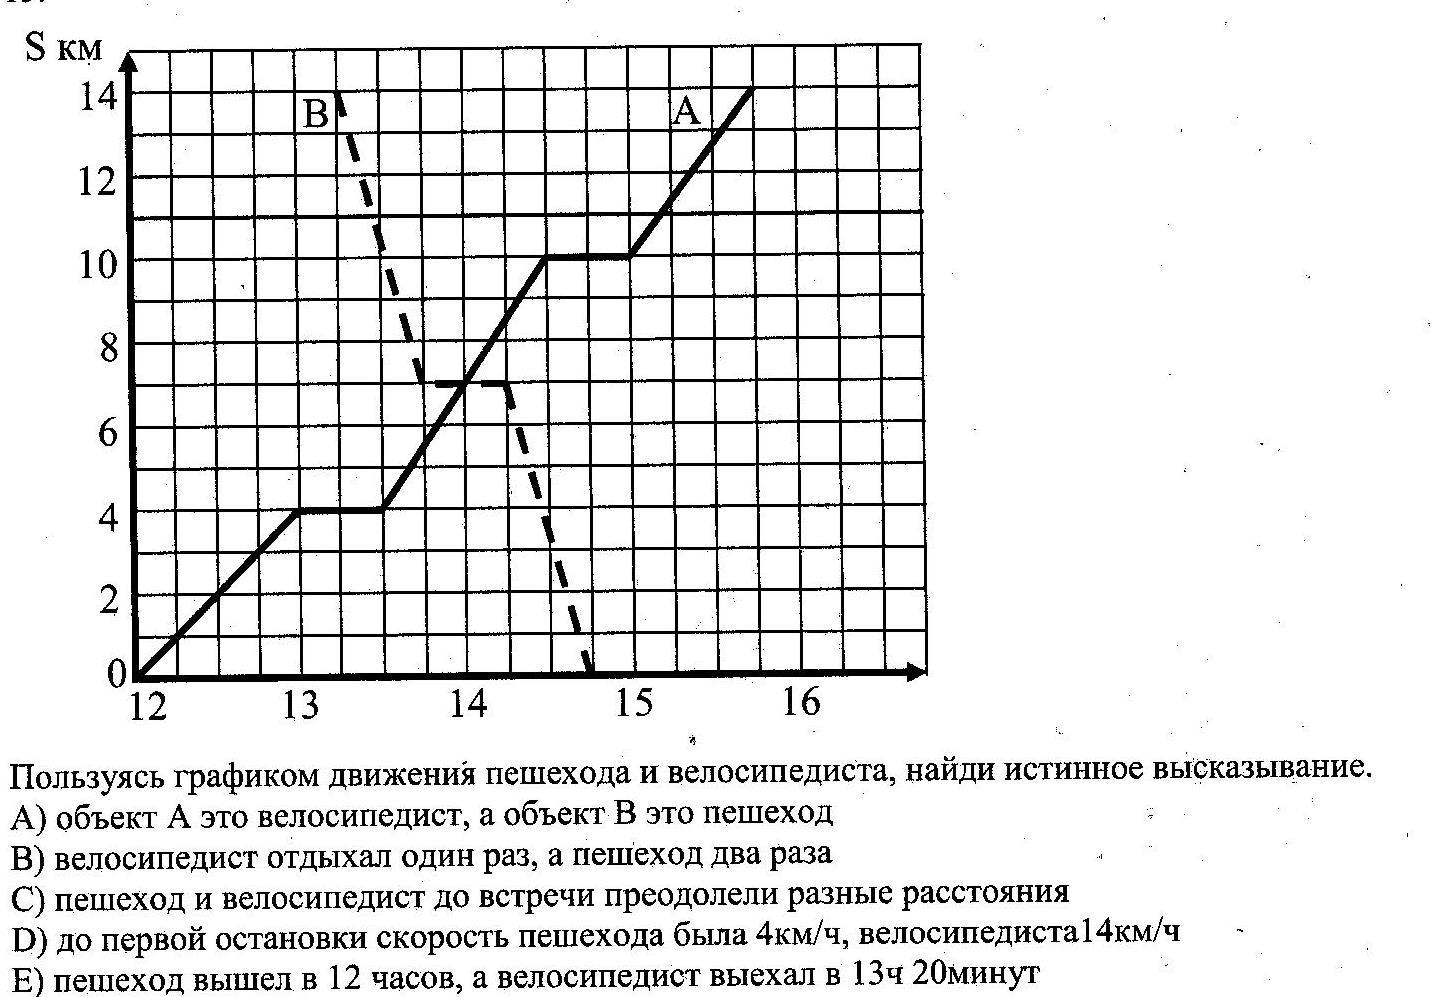 S км
14
B
A
12
10
8
6
4
2
0
12 13 14 15 16
Пользуясь графиком движения пешехода и велосипедиста, найди истинное высказывание.
А) объект А это велосипедист, а объект В это пешеход
В) велосипедист отдыхал один раз, а пешеход два раза
С) пешеход и велосипедист до встречи преодолели разные расстояния
D) до первой остановки скорость пешехода была 4км/ч, велосипедиста14км/ч
Е) пешеход вышел в 12 часов, а велосипедист выехал в 13ч 20минут